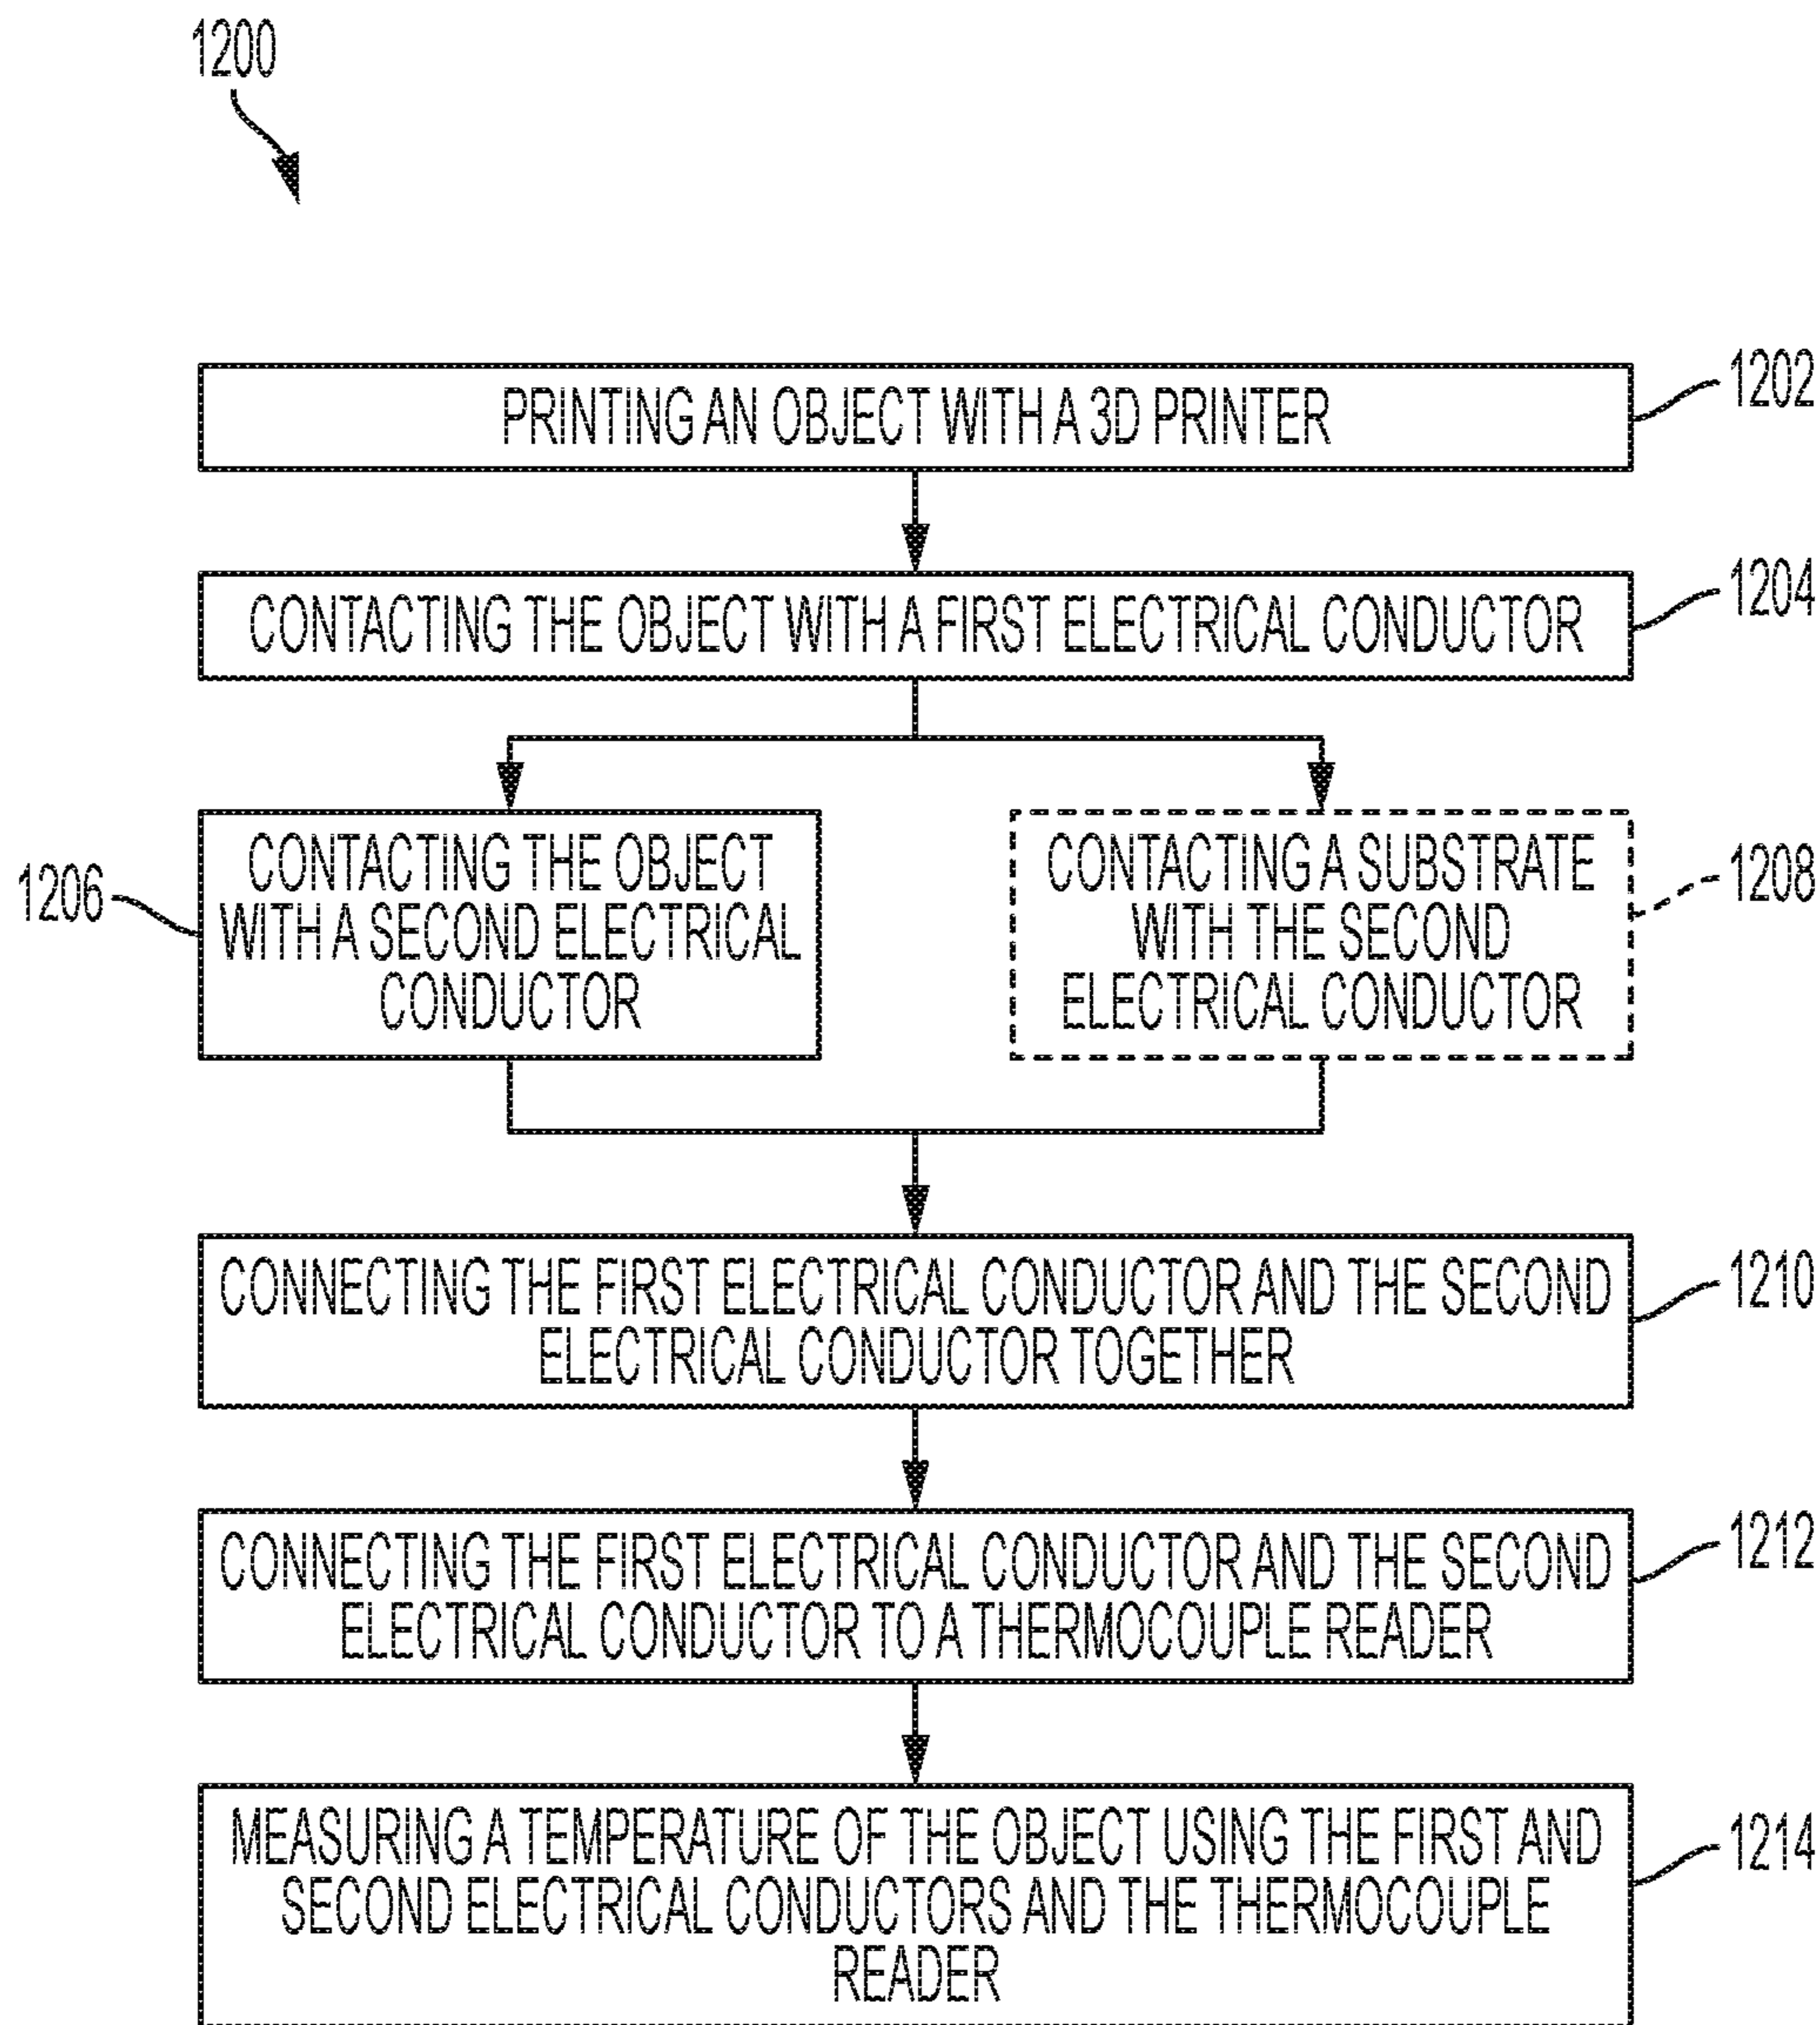 1200
PRINTING AN OBJECT WITH A 3D PRINTER
1202
CONTACTING THE OBJECT WITH A FIRST ELECTRICAL CONDUCTOR
1204
1206
CONTACTING THE OBJECT
WITH A SECOND ELECTRICAL
CONDUCTOR
CONTACTING A SUBSTRATE
WITH THE SECOND
ELECTRICAL CONDUCTOR
1208
CONNECTING THE FIRST ELECTRICAL CONDUCTOR AND THE SECOND
ELECTRICAL CONDUCTOR TOGETHER
1210
CONNECTING THE FIRST ELECTRICAL CONDUCTOR AND THE SECOND
ELECTRICAL CONDUCTOR TO A THERMOCOUPLE READER
1212
MEASURING A TEMPERATURE OF THE OBJECT USING THE FIRST AND
SECOND ELECTRICAL CONDUCTORS AND THE THERMOCOUPLE
READER
1214